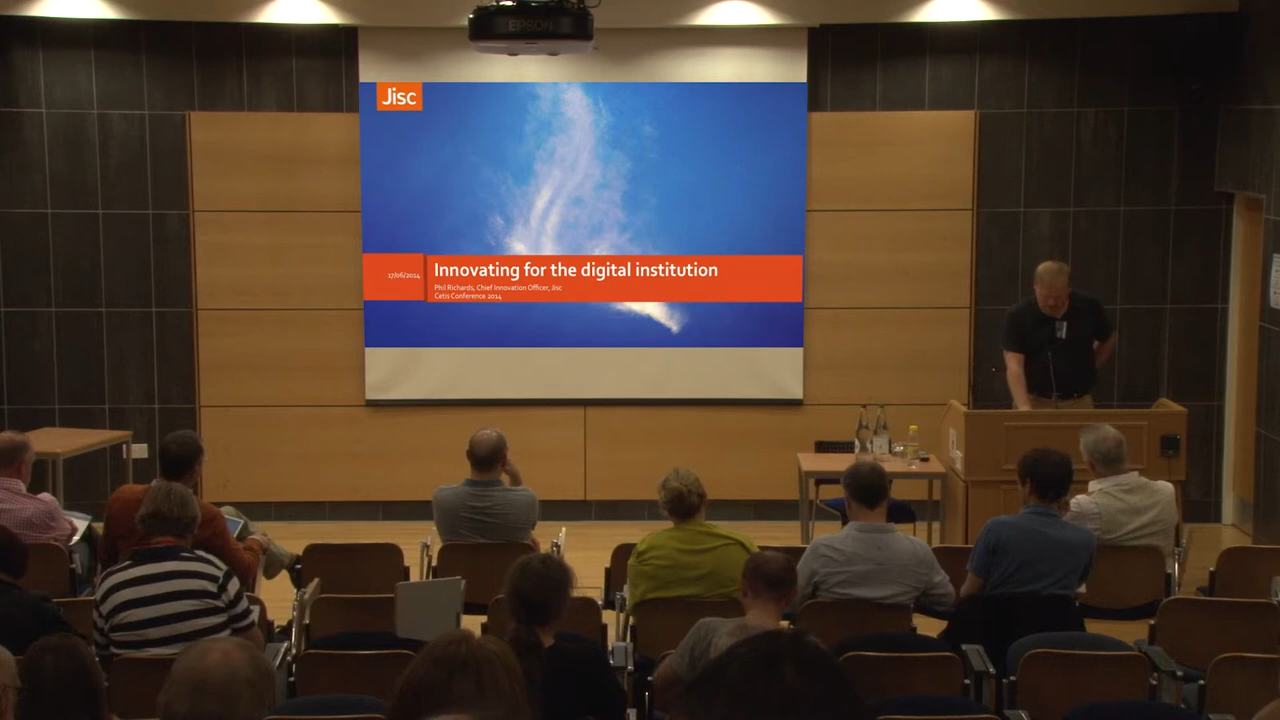 EPSON
Jisc
17/06/2014
Innovating for the digital institution
Phil Richards, Chief Innovation Officer, Jisc
Cetis Conference 2014